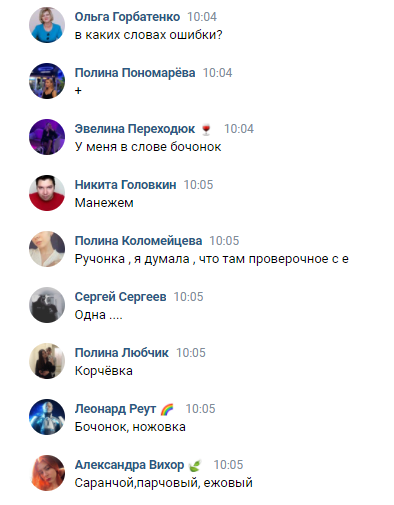 Ольга Горбатенко 10:04
в каких словах ошибки?
Полина Пономарёва 10:04
+
Эвелина Переходюк 🍷 10:04
У меня в слове бочонок
Никита Головкин 10:05
Манежем
Полина Коломейцева 10:05
Ручонка , я думала , что там проверочное с е
Сергей Сергеев 10:05
Одна ....
Полина Любчик 10:05
Корчёвка
Леонард Реут 🌈 10:05
Бочонок, ножовка
Александра Вихор 🍃 10:05
Саранчой,парчовый, ежовый